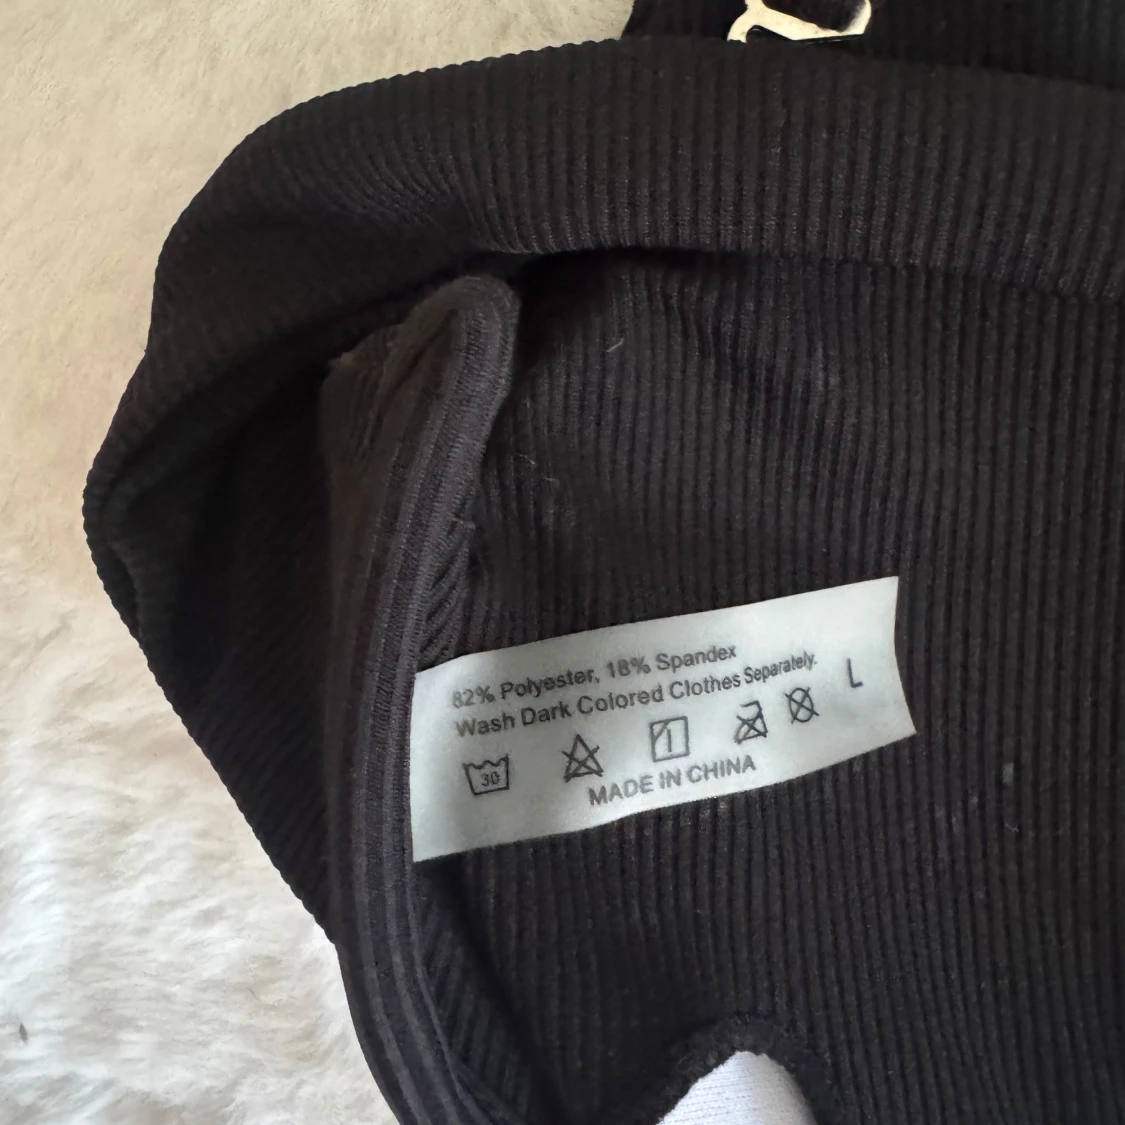 82% Polyester, 18% Spandex
Wash Dark Colored Clothes Separately.
L
30
MADE IN CHINA